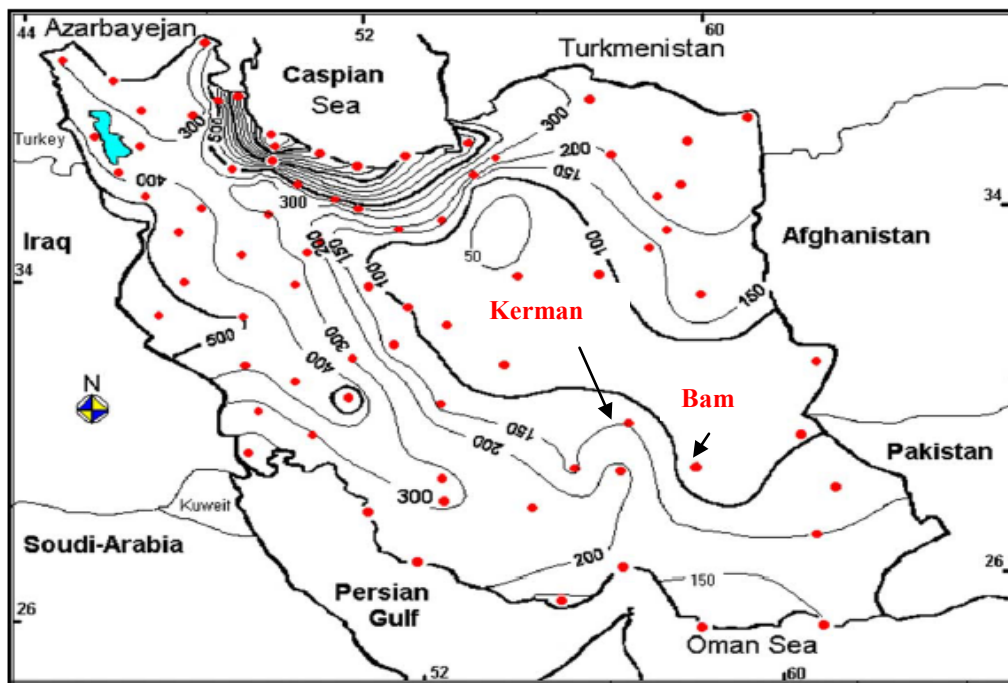 44
Azarbayejan
52
60
Turkmenistan
Caspian
Sea
Turkey
300
500
300
200
150
400
300
34
Iraq
200
150
100
50
100
Afghanistan
34
150
Kerman
500
300
400
N
Bam
150
200
Pakistan
300
Kuweit
Soudi-Arabia
200
150
26
Persian
Gulf
26
Oman Sea
52
60